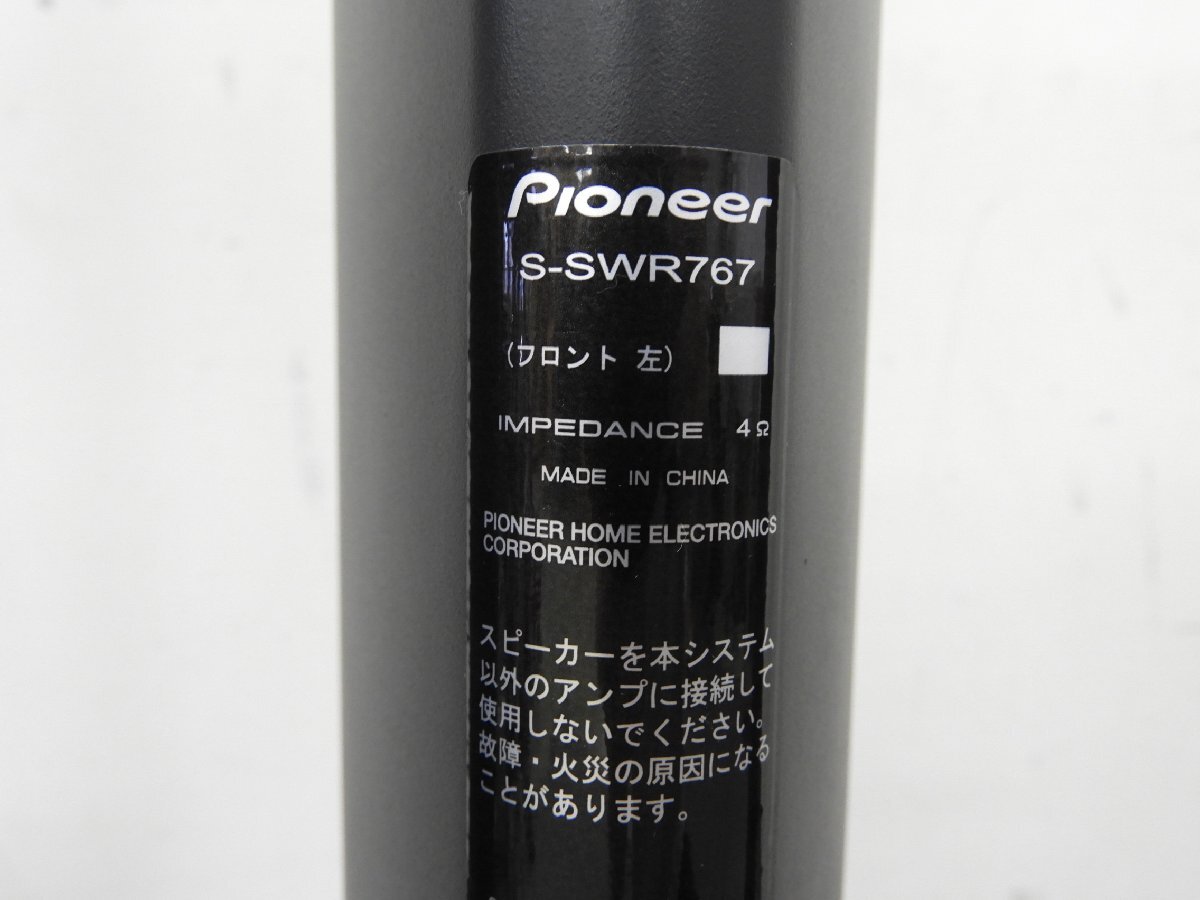 Pioneer
S-SWR767
(フロント 左)
IMPEDANCE 4Ω
MADE IN CHINA
PIONEER HOME ELECTRONICS
CORPORATION
スピーカーを本システム
以外のアンプに接続して
使用しないでください。
故障・火災の原因になる
ことがあります。